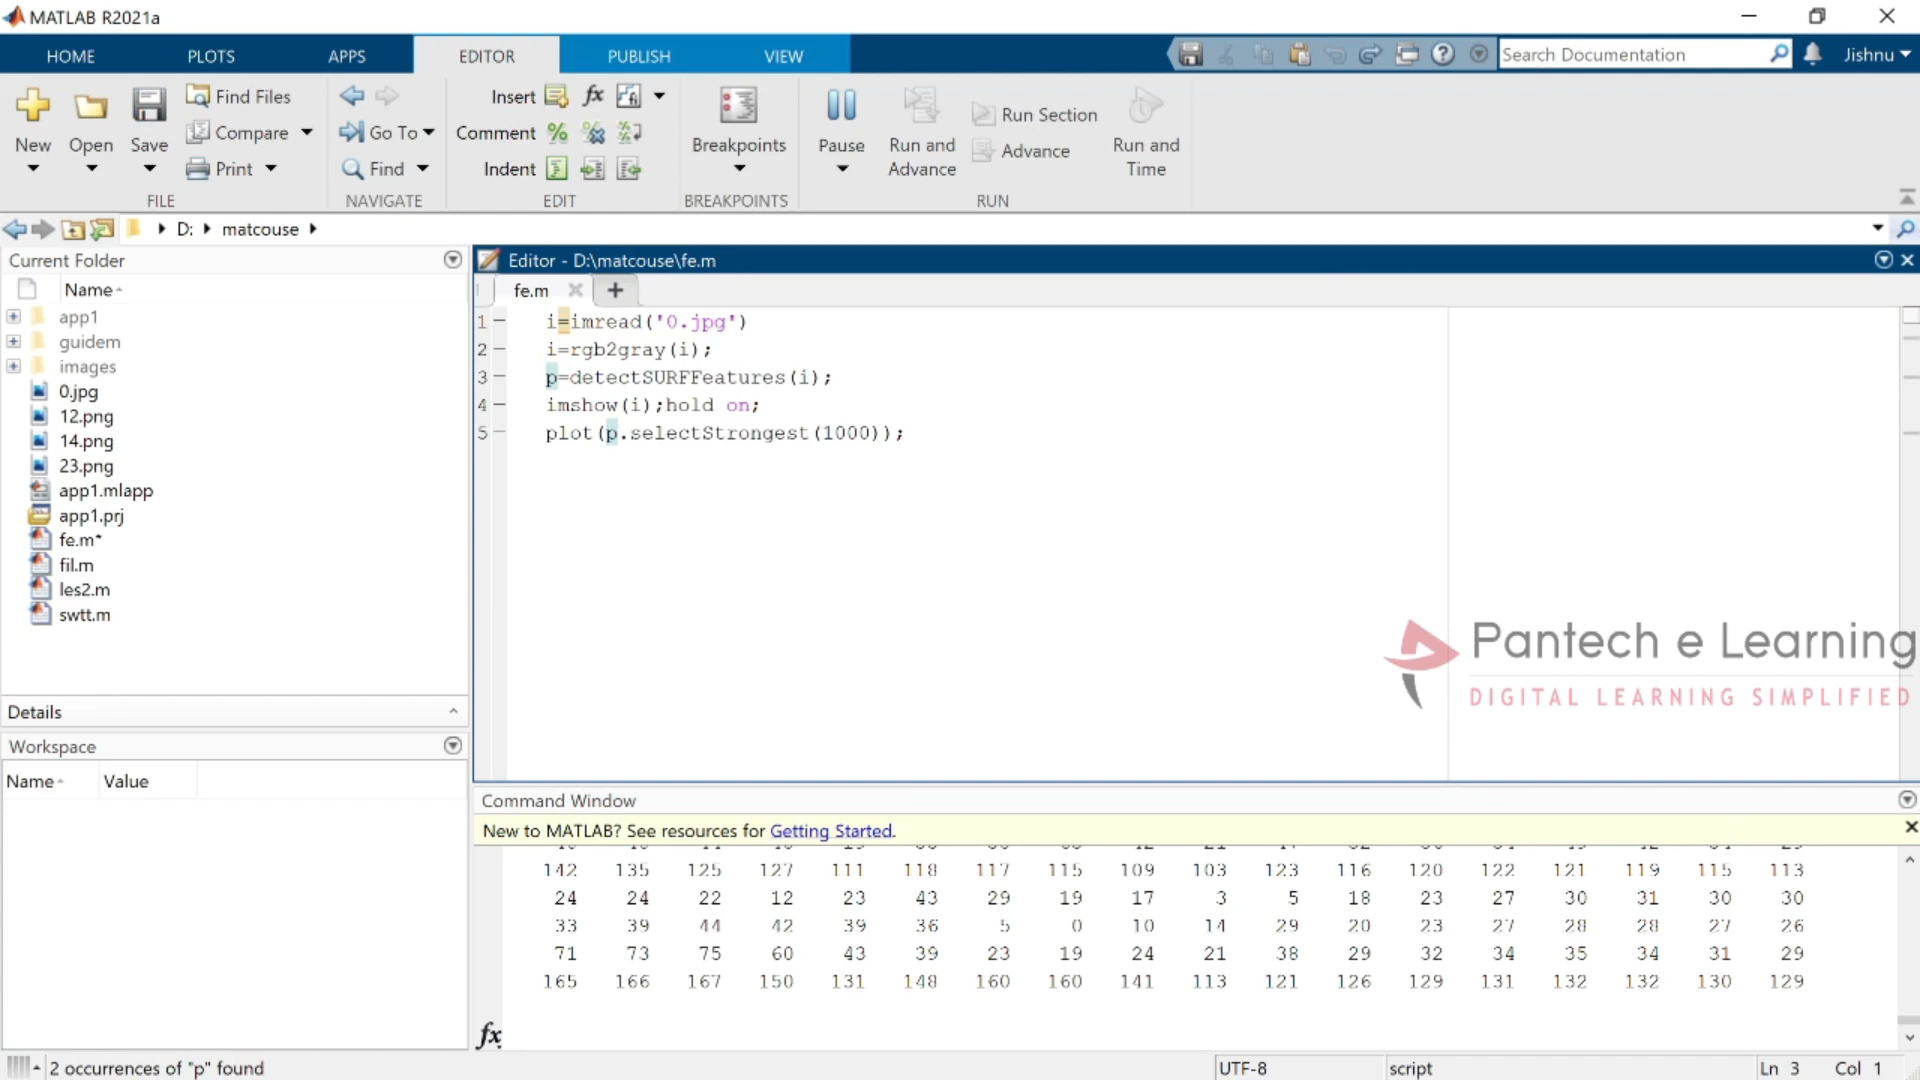 MATLAB R2021a
HOME PLOTS APPS EDITOR PUBLISH VIEW Search Documentation Jishnu
New Open Save Find Files Compare Print
Go To Find
Insert fx Comment Indent
Breakpoints
Pause Run and Advance Run Section Advance Run and Time
FILE NAVIGATE EDIT BREAKPOINTS RUN
D: matcouse
Current Folder
Name
app1
guidem
images
0.jpg
12.png
14.png
23.png
app1.mlapp
app1.prj
fe.m*
fil.m
les2.m
swtt.m
Details
Workspace
Name Value
Editor - D:\matcouse\fe.m
fe.m
1 i=imread('0.jpg')
2 i=rgb2gray(i);
3 p=detectSURFFeatures(i);
4 imshow(i);hold on;
5 plot(p.selectStrongest(1000));
Pantech e Learning
DIGITAL LEARNING SIMPLIFIED
Command Window
New to MATLAB? See resources for Getting Started.
142 135 125 127 111 118 117 115 109 103 123 116 120 122 121 119 115 113
24 24 22 12 23 43 29 19 17 3 5 18 23 27 30 31 30 30
33 39 44 42 39 36 5 0 10 14 29 20 23 27 28 28 27 26
71 73 75 60 43 39 23 19 24 21 38 29 32 34 35 34 31 29
165 166 167 150 131 148 160 160 141 113 121 126 129 131 132 132 130 129
fx
2 occurrences of "p" found UTF-8 script Ln 3 Col 1